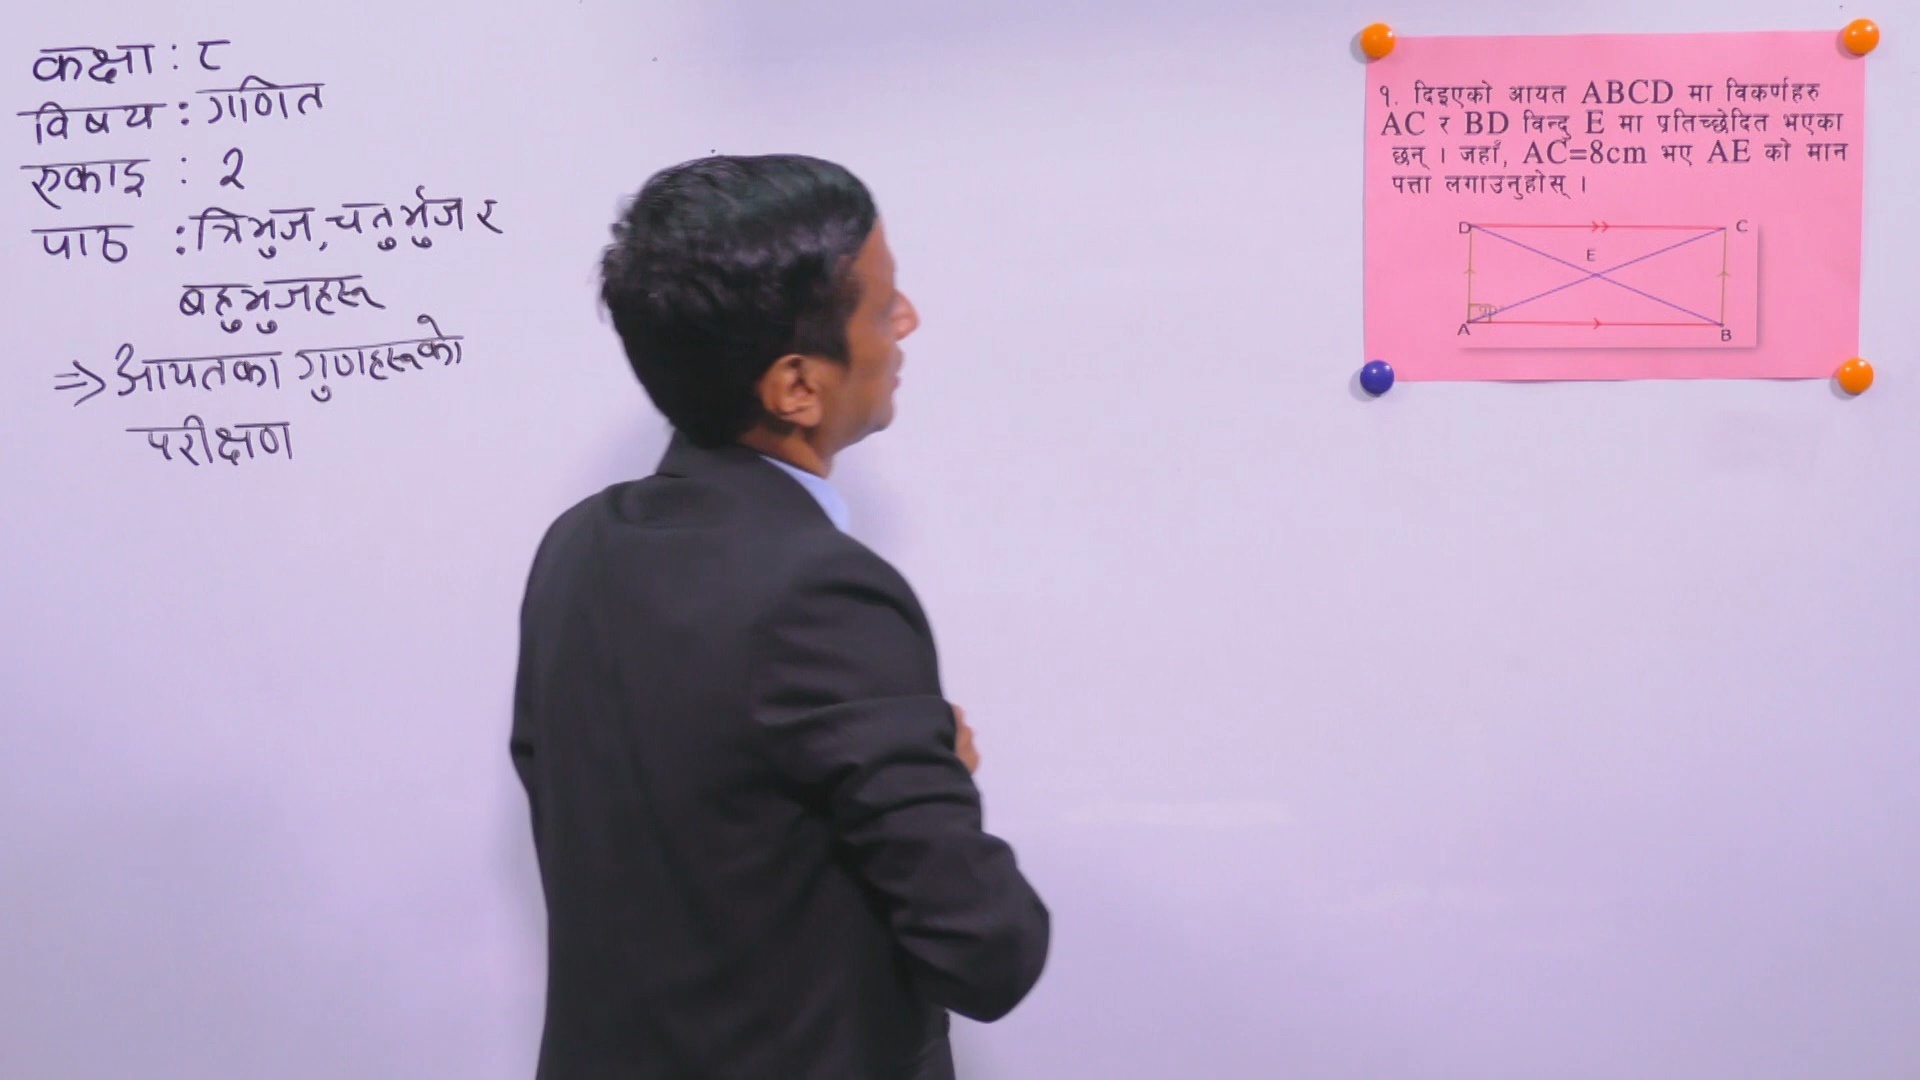 कक्षा : ८
विषय : गणित
एकाइ : २
पाठ : त्रिभुज, चतुर्भुज र
बहुभुजहरू
⇒ आयतका गुणहरूको
परीक्षण
१. दिइएको आयत ABCD मा विकर्णहरु
AC र BD विन्दु E मा प्रतिच्छेदित भएका
छन् । जहाँ, AC=8cm भए AE को मान
पत्ता लगाउनुहोस् ।
D C
E
A B